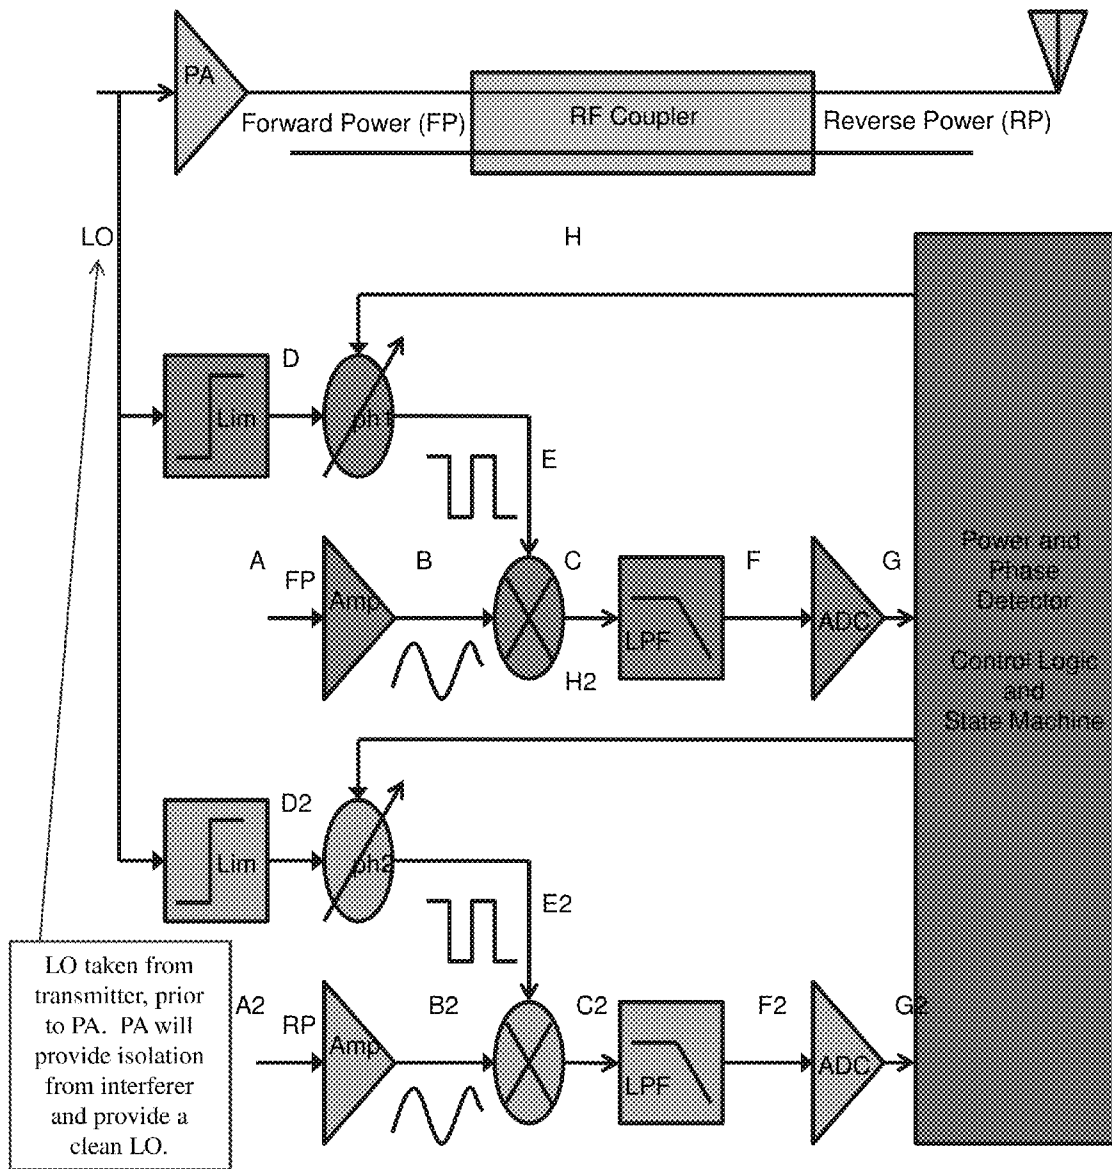 PA
Forward Power (FP)
RF Coupler
Reverse Power (RP)
LO
H
D
Lim
ph1
E
A
FP
Amp
B
C
H2
LPF
F
ADC
G
Power and
Phase
Detector
Control Logic
and
State Machine
D2
Lim
ph2
E2
LO taken from
transmitter, prior
to PA. PA will
provide isolation
from interferer
and provide a
clean LO.
A2
RP
Amp
B2
C2
LPF
F2
ADC
G2